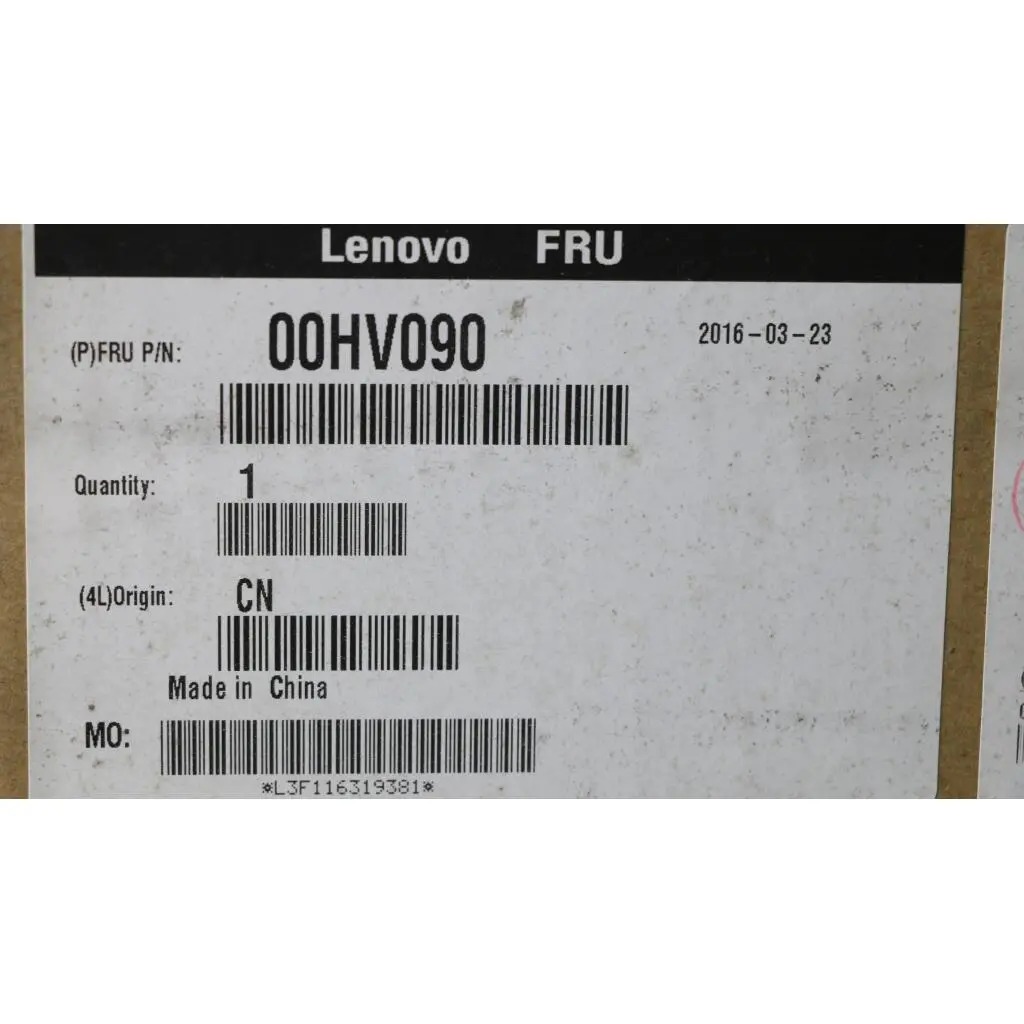 Lenovo FRU
(P)FRU P/N: 00HV090 2016-03-23
Quantity: 1
(4L)Origin: CN
Made in China
MO:
*L3F116319381*